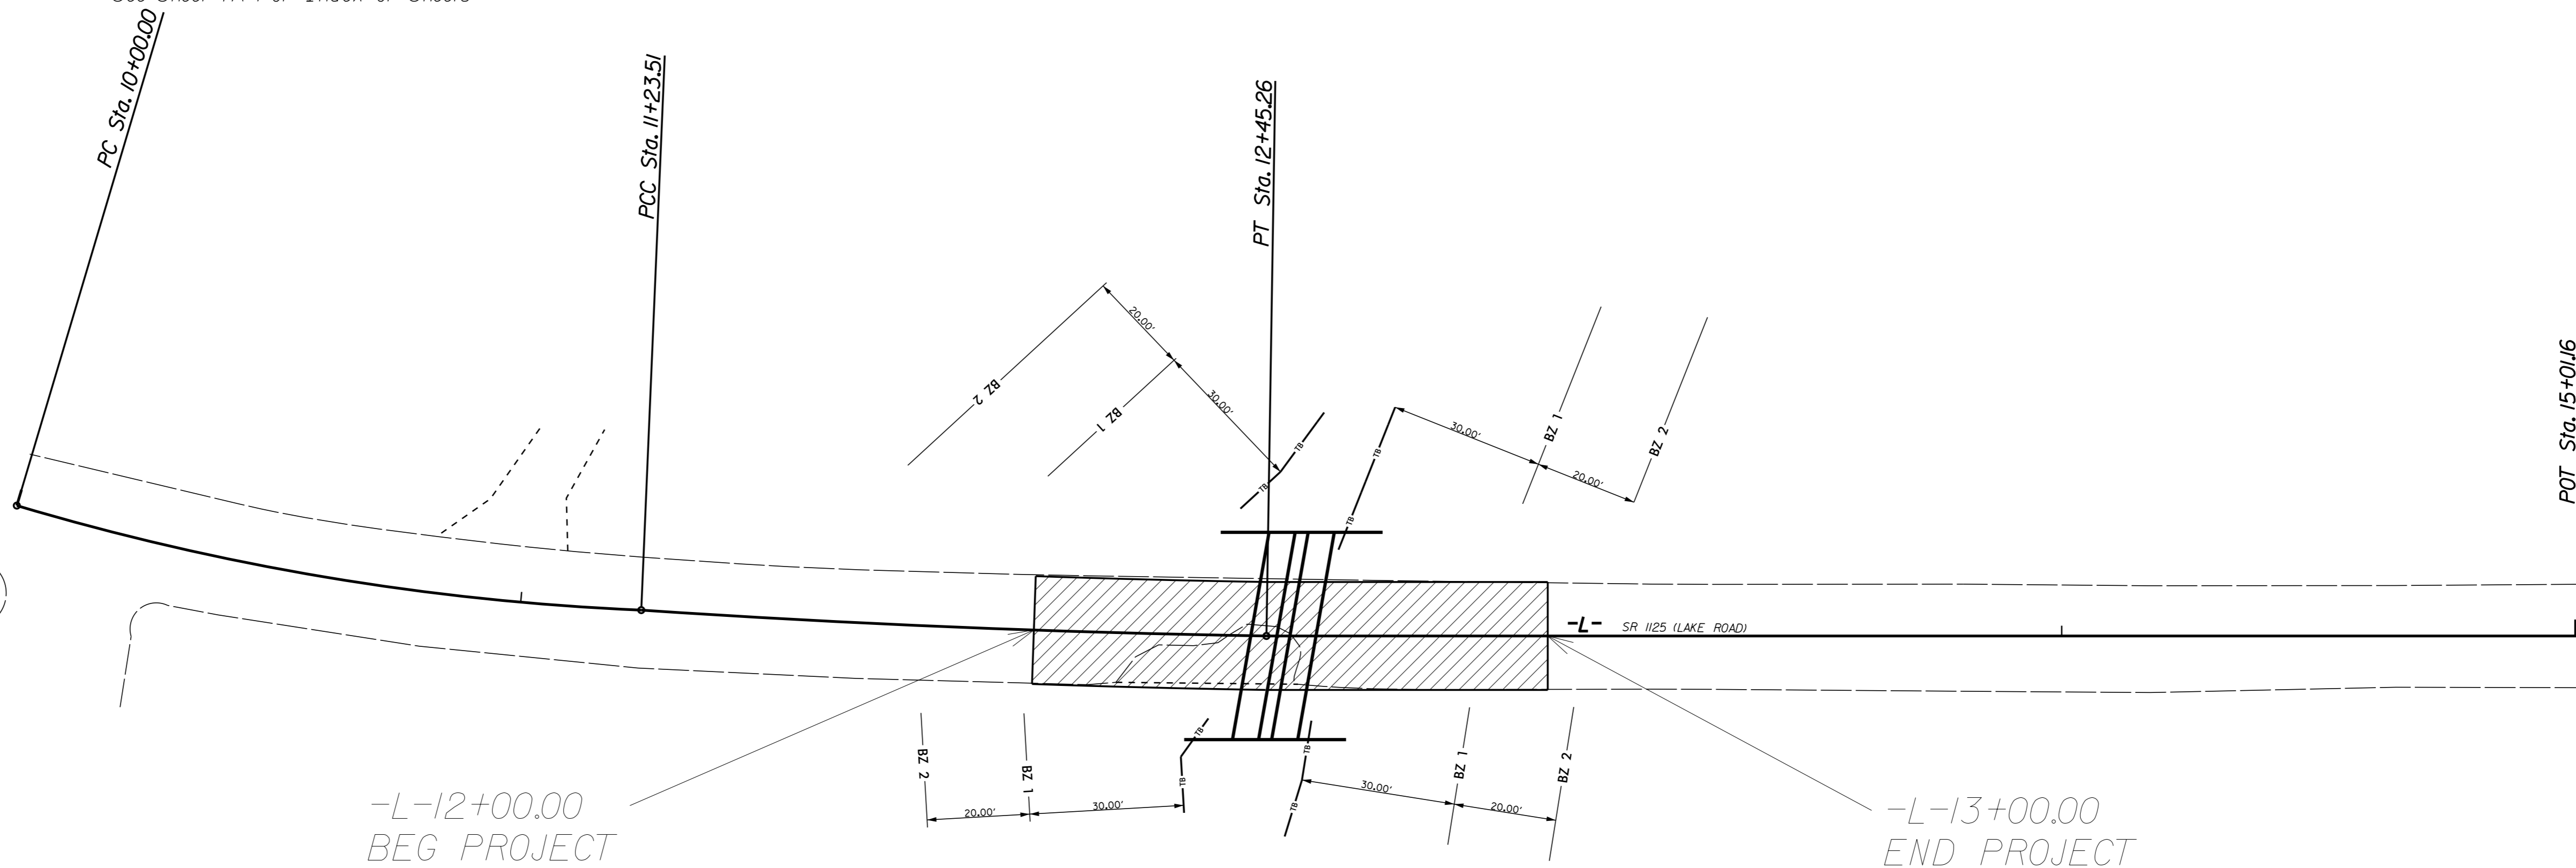 PC Sta. 10+00.00
PCC Sta. 11+23.51
PT Sta. 12+45.26
POT Sta. 15+01.16
20.00'
30.00'
BZ 2
BZ 1
TB
TB
TB
TB
30.00'
20.00'
BZ 1
BZ 2
-L- SR 1125 (LAKE ROAD)
BZ 2
BZ 1
20.00'
30.00'
TB
TB
TB
TB
30.00'
20.00'
BZ 1
BZ 2
-L-12+00.00
BEG PROJECT
-L-13+00.00
END PROJECT